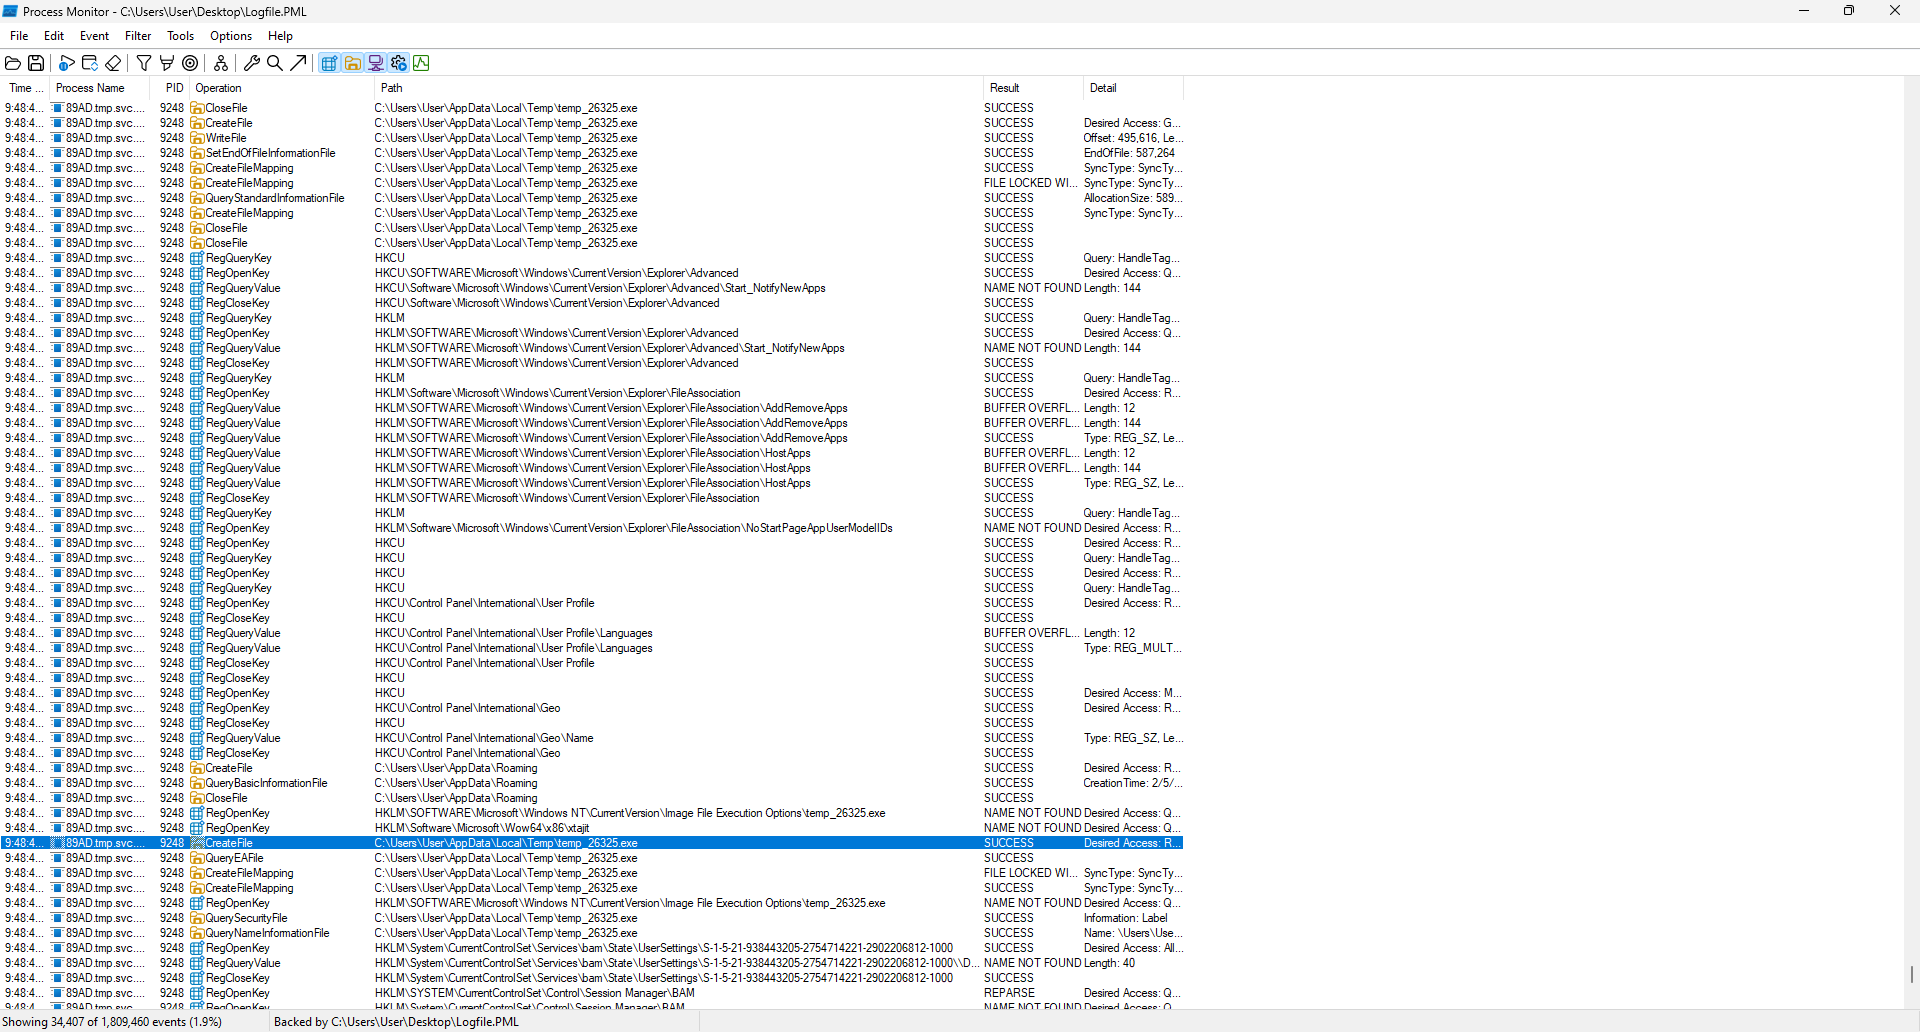 Process Monitor - C:\Users\User\Desktop\Logfile.PML
File Edit Event Filter Tools Options Help
Time ... Process Name PID Operation Path Result Detail
9:48:4... 89AD.tmp.svc.... 9248 CloseFile C:\Users\User\AppData\Local\Temp\temp_26325.exe SUCCESS
9:48:4... 89AD.tmp.svc.... 9248 CreateFile C:\Users\User\AppData\Local\Temp\temp_26325.exe SUCCESS Desired Access: G...
9:48:4... 89AD.tmp.svc.... 9248 WriteFile C:\Users\User\AppData\Local\Temp\temp_26325.exe SUCCESS Offset: 495,616, Le...
9:48:4... 89AD.tmp.svc.... 9248 SetEndOfFileInformationFile C:\Users\User\AppData\Local\Temp\temp_26325.exe SUCCESS EndOfFile: 587,264
9:48:4... 89AD.tmp.svc.... 9248 CreateFileMapping C:\Users\User\AppData\Local\Temp\temp_26325.exe SUCCESS SyncType: SyncTy...
9:48:4... 89AD.tmp.svc.... 9248 CreateFileMapping C:\Users\User\AppData\Local\Temp\temp_26325.exe FILE LOCKED WI... SyncType: SyncTy...
9:48:4... 89AD.tmp.svc.... 9248 QueryStandardInformationFile C:\Users\User\AppData\Local\Temp\temp_26325.exe SUCCESS AllocationSize: 589...
9:48:4... 89AD.tmp.svc.... 9248 CreateFileMapping C:\Users\User\AppData\Local\Temp\temp_26325.exe SUCCESS SyncType: SyncTy...
9:48:4... 89AD.tmp.svc.... 9248 CloseFile C:\Users\User\AppData\Local\Temp\temp_26325.exe SUCCESS
9:48:4... 89AD.tmp.svc.... 9248 CloseFile C:\Users\User\AppData\Local\Temp\temp_26325.exe SUCCESS
9:48:4... 89AD.tmp.svc.... 9248 RegQueryKey HKCU SUCCESS Query: HandleTag...
9:48:4... 89AD.tmp.svc.... 9248 RegOpenKey HKCU\SOFTWARE\Microsoft\Windows\CurrentVersion\Explorer\Advanced SUCCESS Desired Access: Q...
9:48:4... 89AD.tmp.svc.... 9248 RegQueryValue HKCU\Software\Microsoft\Windows\CurrentVersion\Explorer\Advanced\Start_NotifyNewApps NAME NOT FOUND Length: 144
9:48:4... 89AD.tmp.svc.... 9248 RegCloseKey HKCU\Software\Microsoft\Windows\CurrentVersion\Explorer\Advanced SUCCESS
9:48:4... 89AD.tmp.svc.... 9248 RegQueryKey HKLM SUCCESS Query: HandleTag...
9:48:4... 89AD.tmp.svc.... 9248 RegOpenKey HKLM\SOFTWARE\Microsoft\Windows\CurrentVersion\Explorer\Advanced SUCCESS Desired Access: Q...
9:48:4... 89AD.tmp.svc.... 9248 RegQueryValue HKLM\SOFTWARE\Microsoft\Windows\CurrentVersion\Explorer\Advanced\Start_NotifyNewApps NAME NOT FOUND Length: 144
9:48:4... 89AD.tmp.svc.... 9248 RegCloseKey HKLM\SOFTWARE\Microsoft\Windows\CurrentVersion\Explorer\Advanced SUCCESS
9:48:4... 89AD.tmp.svc.... 9248 RegQueryKey HKLM SUCCESS Query: HandleTag...
9:48:4... 89AD.tmp.svc.... 9248 RegOpenKey HKLM\Software\Microsoft\Windows\CurrentVersion\Explorer\FileAssociation SUCCESS Desired Access: R...
9:48:4... 89AD.tmp.svc.... 9248 RegQueryValue HKLM\SOFTWARE\Microsoft\Windows\CurrentVersion\Explorer\FileAssociation\AddRemoveApps BUFFER OVERFL... Length: 12
9:48:4... 89AD.tmp.svc.... 9248 RegQueryValue HKLM\SOFTWARE\Microsoft\Windows\CurrentVersion\Explorer\FileAssociation\AddRemoveApps BUFFER OVERFL... Length: 144
9:48:4... 89AD.tmp.svc.... 9248 RegQueryValue HKLM\SOFTWARE\Microsoft\Windows\CurrentVersion\Explorer\FileAssociation\AddRemoveApps SUCCESS Type: REG_SZ, Le...
9:48:4... 89AD.tmp.svc.... 9248 RegQueryValue HKLM\SOFTWARE\Microsoft\Windows\CurrentVersion\Explorer\FileAssociation\HostApps BUFFER OVERFL... Length: 12
9:48:4... 89AD.tmp.svc.... 9248 RegQueryValue HKLM\SOFTWARE\Microsoft\Windows\CurrentVersion\Explorer\FileAssociation\HostApps BUFFER OVERFL... Length: 144
9:48:4... 89AD.tmp.svc.... 9248 RegQueryValue HKLM\SOFTWARE\Microsoft\Windows\CurrentVersion\Explorer\FileAssociation\HostApps SUCCESS Type: REG_SZ, Le...
9:48:4... 89AD.tmp.svc.... 9248 RegCloseKey HKLM\SOFTWARE\Microsoft\Windows\CurrentVersion\Explorer\FileAssociation SUCCESS
9:48:4... 89AD.tmp.svc.... 9248 RegQueryKey HKLM SUCCESS Query: HandleTag...
9:48:4... 89AD.tmp.svc.... 9248 RegOpenKey HKLM\Software\Microsoft\Windows\CurrentVersion\Explorer\FileAssociation\NoStartPageAppUserModelIDs NAME NOT FOUND Desired Access: R...
9:48:4... 89AD.tmp.svc.... 9248 RegOpenKey HKCU SUCCESS Desired Access: R...
9:48:4... 89AD.tmp.svc.... 9248 RegQueryKey HKCU SUCCESS Query: HandleTag...
9:48:4... 89AD.tmp.svc.... 9248 RegOpenKey HKCU SUCCESS Desired Access: R...
9:48:4... 89AD.tmp.svc.... 9248 RegQueryKey HKCU SUCCESS Query: HandleTag...
9:48:4... 89AD.tmp.svc.... 9248 RegOpenKey HKCU\Control Panel\International\User Profile SUCCESS Desired Access: R...
9:48:4... 89AD.tmp.svc.... 9248 RegCloseKey HKCU SUCCESS
9:48:4... 89AD.tmp.svc.... 9248 RegQueryValue HKCU\Control Panel\International\User Profile\Languages BUFFER OVERFL... Length: 12
9:48:4... 89AD.tmp.svc.... 9248 RegQueryValue HKCU\Control Panel\International\User Profile\Languages SUCCESS Type: REG_MULT...
9:48:4... 89AD.tmp.svc.... 9248 RegCloseKey HKCU\Control Panel\International\User Profile SUCCESS
9:48:4... 89AD.tmp.svc.... 9248 RegCloseKey HKCU SUCCESS
9:48:4... 89AD.tmp.svc.... 9248 RegOpenKey HKCU SUCCESS Desired Access: M...
9:48:4... 89AD.tmp.svc.... 9248 RegOpenKey HKCU\Control Panel\International\Geo SUCCESS Desired Access: R...
9:48:4... 89AD.tmp.svc.... 9248 RegCloseKey HKCU SUCCESS
9:48:4... 89AD.tmp.svc.... 9248 RegQueryValue HKCU\Control Panel\International\Geo\Name SUCCESS Type: REG_SZ, Le...
9:48:4... 89AD.tmp.svc.... 9248 RegCloseKey HKCU\Control Panel\International\Geo SUCCESS
9:48:4... 89AD.tmp.svc.... 9248 CreateFile C:\Users\User\AppData\Roaming SUCCESS Desired Access: R...
9:48:4... 89AD.tmp.svc.... 9248 QueryBasicInformationFile C:\Users\User\AppData\Roaming SUCCESS CreationTime: 2/5/...
9:48:4... 89AD.tmp.svc.... 9248 CloseFile C:\Users\User\AppData\Roaming SUCCESS
9:48:4... 89AD.tmp.svc.... 9248 RegOpenKey HKLM\SOFTWARE\Microsoft\Windows NT\CurrentVersion\Image File Execution Options\temp_26325.exe NAME NOT FOUND Desired Access: Q...
9:48:4... 89AD.tmp.svc.... 9248 RegOpenKey HKLM\Software\Microsoft\Wow64\x86\xtajit NAME NOT FOUND Desired Access: Q...
9:48:4... 89AD.tmp.svc.... 9248 CreateFile C:\Users\User\AppData\Local\Temp\temp_26325.exe SUCCESS Desired Access: R...
9:48:4... 89AD.tmp.svc.... 9248 QueryEAFile C:\Users\User\AppData\Local\Temp\temp_26325.exe SUCCESS
9:48:4... 89AD.tmp.svc.... 9248 CreateFileMapping C:\Users\User\AppData\Local\Temp\temp_26325.exe FILE LOCKED WI... SyncType: SyncTy...
9:48:4... 89AD.tmp.svc.... 9248 CreateFileMapping C:\Users\User\AppData\Local\Temp\temp_26325.exe SUCCESS SyncType: SyncTy...
9:48:4... 89AD.tmp.svc.... 9248 RegOpenKey HKLM\SOFTWARE\Microsoft\Windows NT\CurrentVersion\Image File Execution Options\temp_26325.exe NAME NOT FOUND Desired Access: Q...
9:48:4... 89AD.tmp.svc.... 9248 QuerySecurityFile C:\Users\User\AppData\Local\Temp\temp_26325.exe SUCCESS Information: Label
9:48:4... 89AD.tmp.svc.... 9248 QueryNameInformationFile C:\Users\User\AppData\Local\Temp\temp_26325.exe SUCCESS Name: \Users\Use...
9:48:4... 89AD.tmp.svc.... 9248 RegOpenKey HKLM\System\CurrentControlSet\Services\bam\State\UserSettings\S-1-5-21-938443205-2754714221-2902206812-1000 SUCCESS Desired Access: All...
9:48:4... 89AD.tmp.svc.... 9248 RegQueryValue HKLM\System\CurrentControlSet\Services\bam\State\UserSettings\S-1-5-21-938443205-2754714221-2902206812-1000\\D... NAME NOT FOUND Length: 40
9:48:4... 89AD.tmp.svc.... 9248 RegCloseKey HKLM\System\CurrentControlSet\Services\bam\State\UserSettings\S-1-5-21-938443205-2754714221-2902206812-1000 SUCCESS
9:48:4... 89AD.tmp.svc.... 9248 RegOpenKey HKLM\SYSTEM\CurrentControlSet\Control\Session Manager\BAM REPARSE Desired Access: Q...
9:48:4... 89AD.tmp.svc.... 9248 RegOpenKey HKLM\System\CurrentControlSet\Control\Session Manager\BAM NAME NOT FOUND Desired Access: Q...
Showing 34,407 of 1,809,460 events (1.9%) Backed by C:\Users\User\Desktop\Logfile.PML